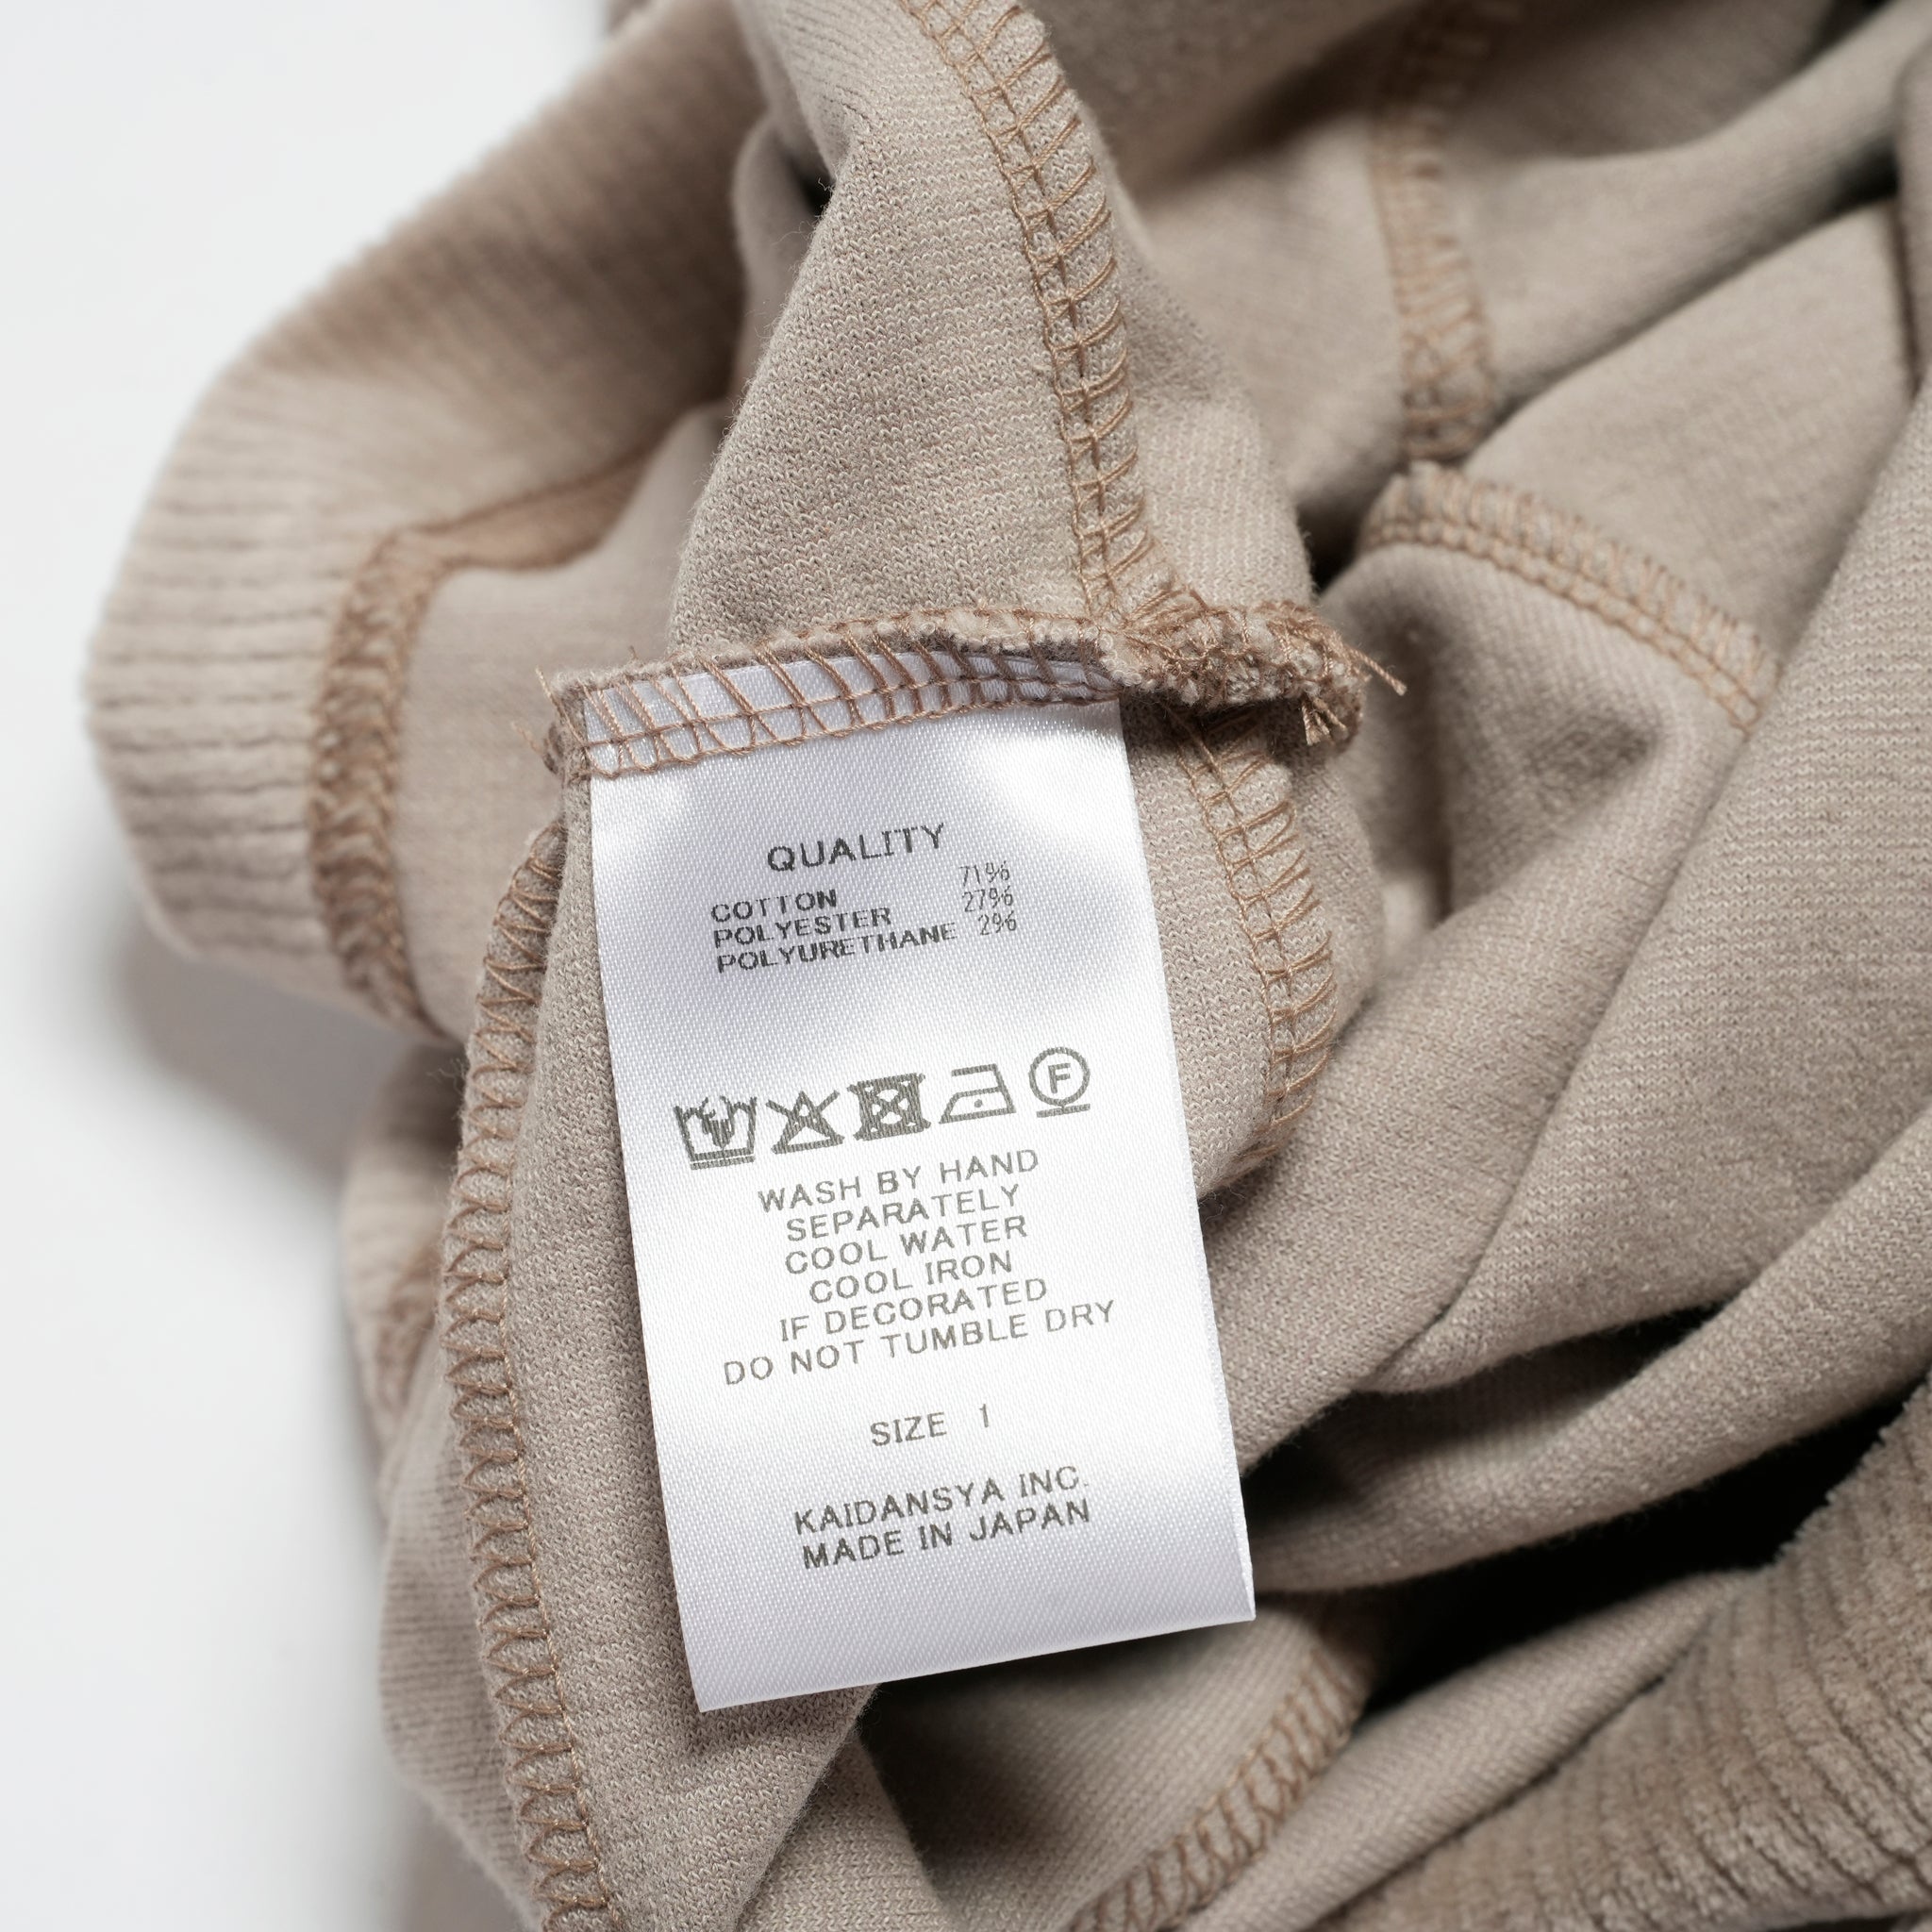 QUALITY
COTTON 71%
POLYESTER 27%
POLYURETHANE 2%
F
WASH BY HAND
SEPARATELY
COOL WATER
COOL IRON
IF DECORATED
DO NOT TUMBLE DRY
SIZE 1
KAIDANSYA INC.
MADE IN JAPAN